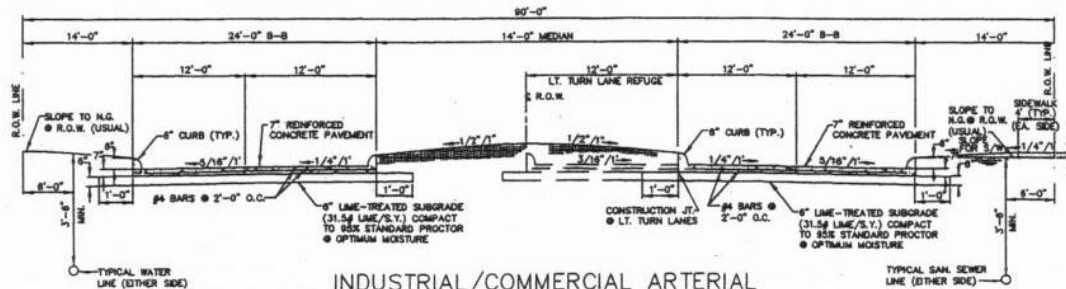 90'-0"
14'-0"
24'-0" B-B
14'-0" MEDIAN
24'-0" B-B
14'-0"
12'-0"
12'-0"
12'-0"
LT. TURN LANE REFUGE
12'-0"
12'-0"
R.O.W. LINE
R.O.W. LINE
℄ R.O.W.
SLOPE TO N.G.
@ R.O.W. (USUAL)
6" CURB (TYP.)
7" REINFORCED
CONCRETE PAVEMENT
1/2"/1'
1/2"/1'
6" CURB (TYP.)
7" REINFORCED
CONCRETE PAVEMENT
SLOPE TO
N.G. @ R.O.W.
(USUAL)
SIDEWALK
4' (TYP.)
(EA. SIDE)
FOR S/W
1/4"/1'
6"
7"
6"
5/16"/1'
1/4"/1'
3/16"/1'
1/4"/1'
5/16"/1'
6"
6'-0"
3'-6"
MIN.
1'-0"
#4 BARS @ 2'-0" O.C.
1'-0"
1'-0"
1'-0"
6'-0"
3'-6"
MIN.
6" LIME-TREATED SUBGRADE
(31.5# LIME/S.Y.) COMPACT
TO 95% STANDARD PROCTOR
@ OPTIMUM MOISTURE
CONSTRUCTION JT.
@ LT. TURN LANES
#4 BARS @
2'-0" O.C.
6" LIME-TREATED SUBGRADE
(31.5# LIME/S.Y.) COMPACT
TO 95% STANDARD PROCTOR
@ OPTIMUM MOISTURE
TYPICAL WATER
LINE (EITHER SIDE)
TYPICAL SAN. SEWER
LINE (EITHER SIDE)
INDUSTRIAL/COMMERCIAL ARTERIAL